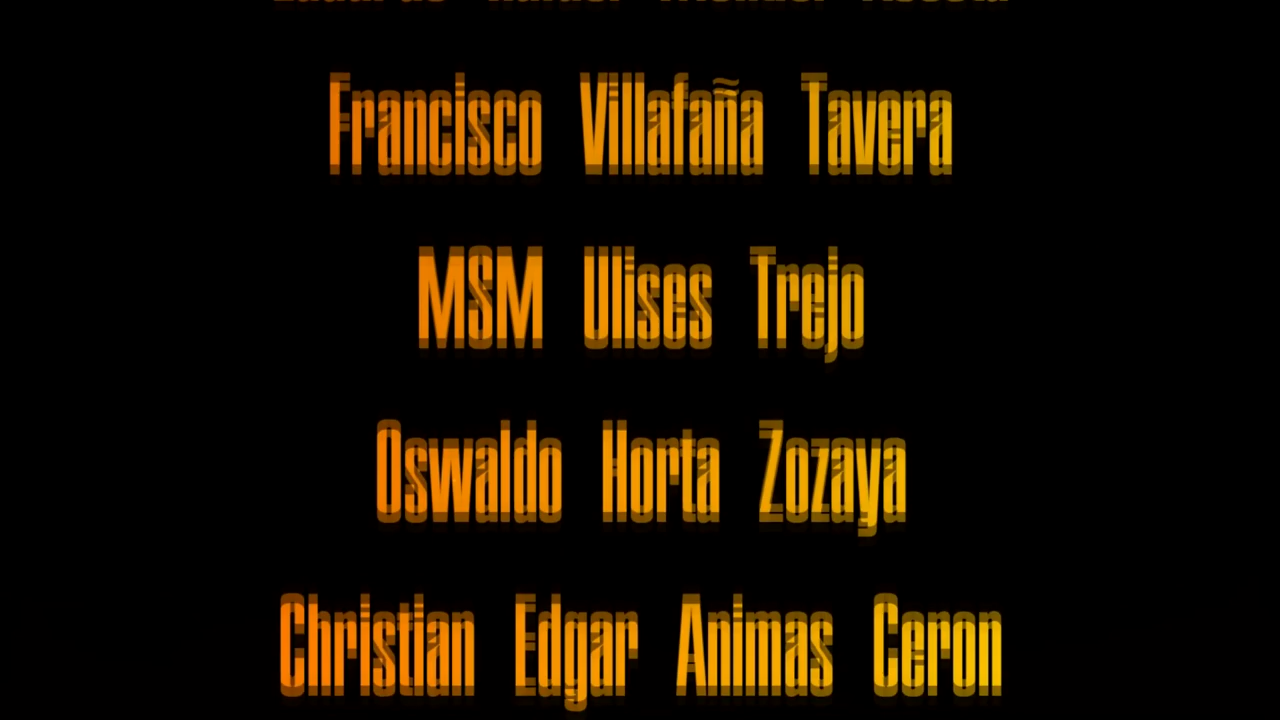 Francisco Villafaña Tavera
MSM Ulises Trejo
Oswaldo Horta Zozaya
Christian Edgar Animas Ceron